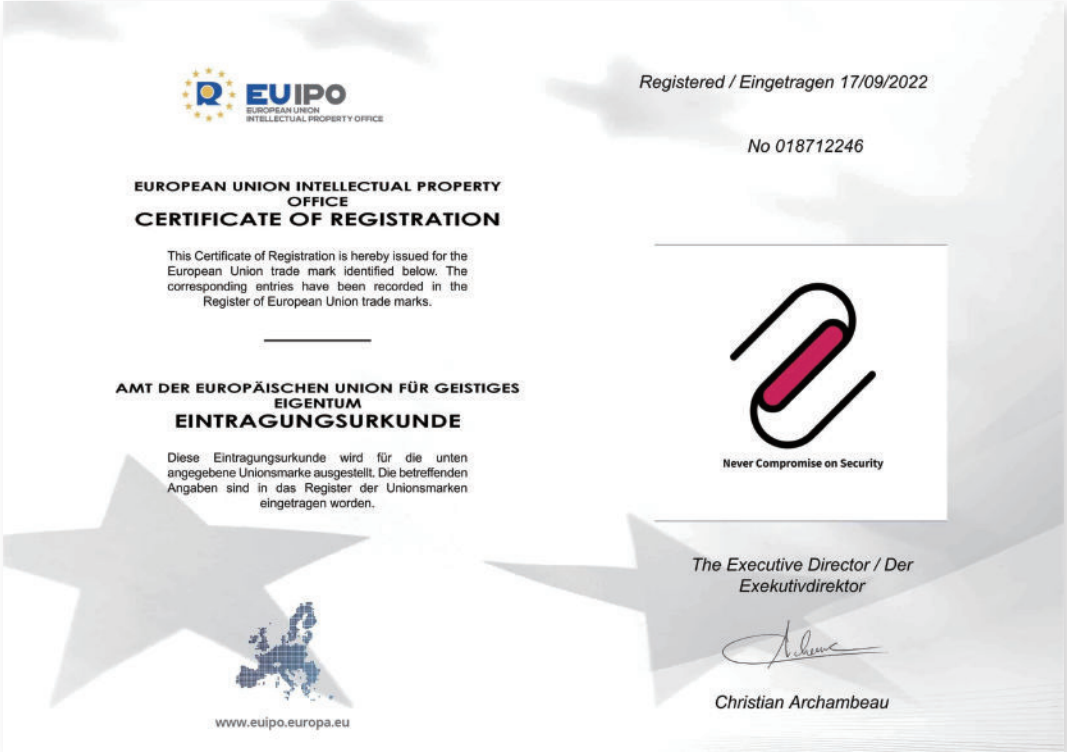 EUIPO
EUROPEAN UNION
INTELLECTUAL PROPERTY OFFICE
EUROPEAN UNION INTELLECTUAL PROPERTY
OFFICE
CERTIFICATE OF REGISTRATION
This Certificate of Registration is hereby issued for the
European Union trade mark identified below. The
corresponding entries have been recorded in the
Register of European Union trade marks.
AMT DER EUROPÄISCHEN UNION FÜR GEISTIGES
EIGENTUM
EINTRAGUNGSURKUNDE
Diese Eintragungsurkunde wird für die unten
angegebene Unionsmarke ausgestellt. Die betreffenden
Angaben sind in das Register der Unionsmarken
eingetragen worden.
www.euipo.europa.eu
Registered / Eingetragen 17/09/2022
No 018712246
Never Compromise on Security
The Executive Director / Der
Exekutivdirektor
Christian Archambeau